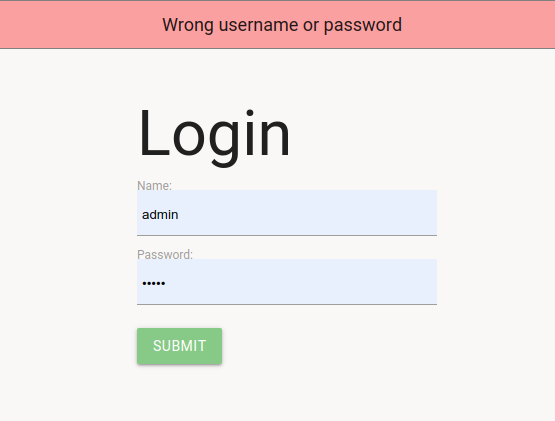 Wrong username or password
Login
Name:
admin
Password:
•••••
SUBMIT